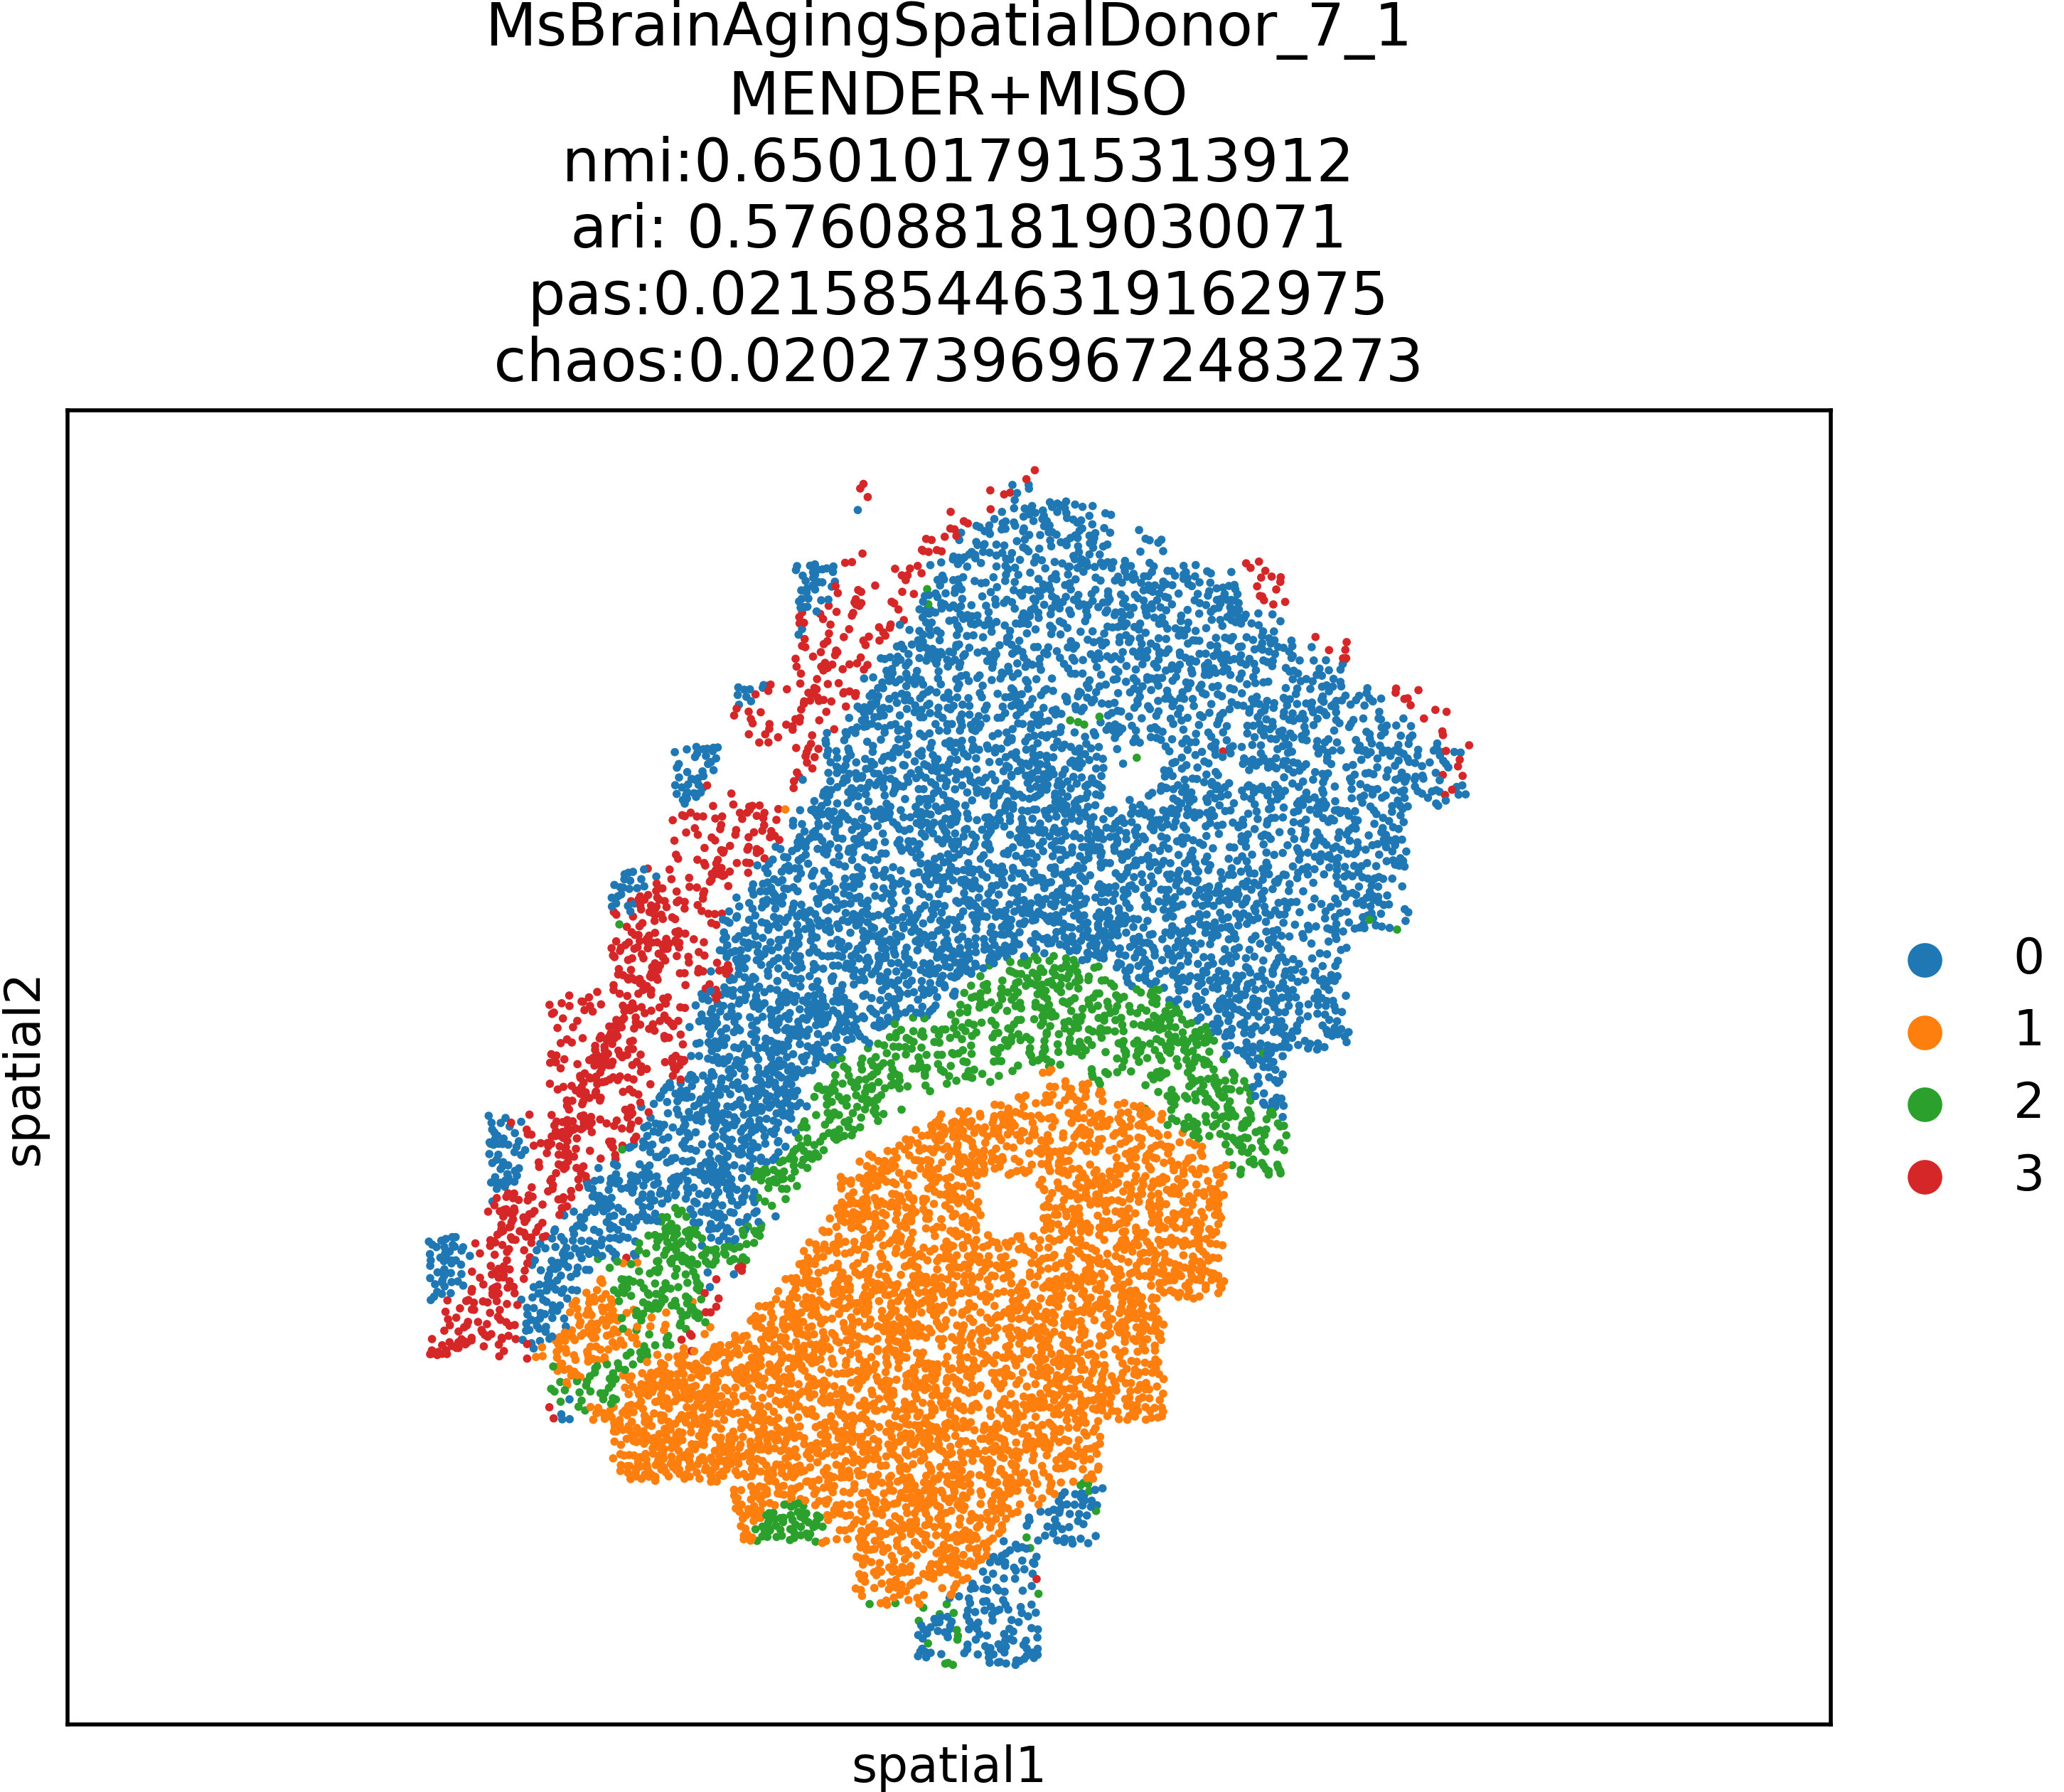 MsBrainAgingSpatialDonor_7_1
MENDER+MISO
nmi:0.6501017915313912
ari: 0.5760881819030071
pas:0.021585446319162975
chaos:0.020273969672483273
spatial2
0
1
2
3
spatial1